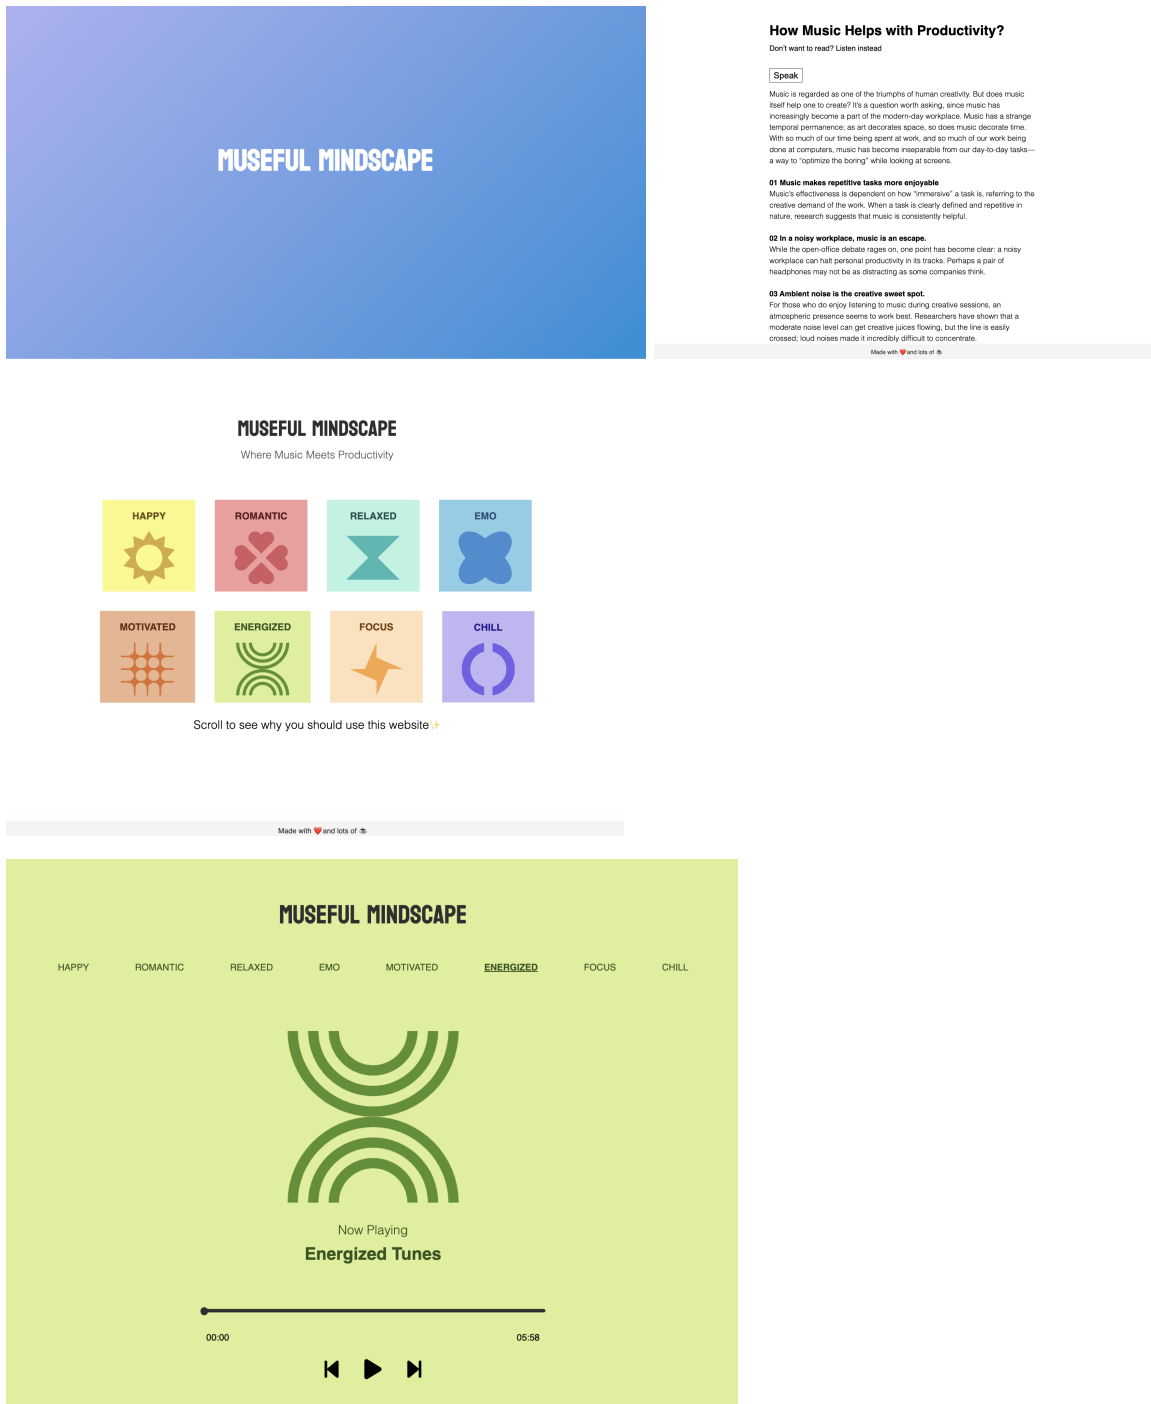 MUSEFUL MINDSCAPE
How Music Helps with Productivity?
Don't want to read? Listen instead
Speak
Music is regarded as one of the triumphs of human creativity. But does music
itself help one to create? It's a question worth asking, since music has
increasingly become a part of the modern-day workplace. Music has a strange
temporal permanence; as art decorates space, so does music decorate time.
With so much of our time being spent at work, and so much of our work being
done at computers, music has become inseparable from our day-to-day tasks—
a way to “optimize the boring” while looking at screens.
01 Music makes repetitive tasks more enjoyable
Music's effectiveness is dependent on how “immersive” a task is, referring to the
creative demand of the work. When a task is clearly defined and repetitive in
nature, research suggests that music is consistently helpful.
02 In a noisy workplace, music is an escape.
While the open-office debate rages on, one point has become clear: a noisy
workplace can halt personal productivity in its tracks. Perhaps a pair of
headphones may not be as distracting as some companies think.
03 Ambient noise is the creative sweet spot.
For those who do enjoy listening to music during creative sessions, an
atmospheric presence seems to work best. Researchers have shown that a
moderate noise level can get creative juices flowing, but the line is easily
crossed; loud noises made it incredibly difficult to concentrate.
Made with ❤️and lots of ☕
MUSEFUL MINDSCAPE
Where Music Meets Productivity
HAPPY
ROMANTIC
RELAXED
EMO
MOTIVATED
ENERGIZED
FOCUS
CHILL
Scroll to see why you should use this website✨
Made with ❤️and lots of ☕
MUSEFUL MINDSCAPE
HAPPY ROMANTIC RELAXED EMO MOTIVATED ENERGIZED FOCUS CHILL
Now Playing
Energized Tunes
00:00 05:58